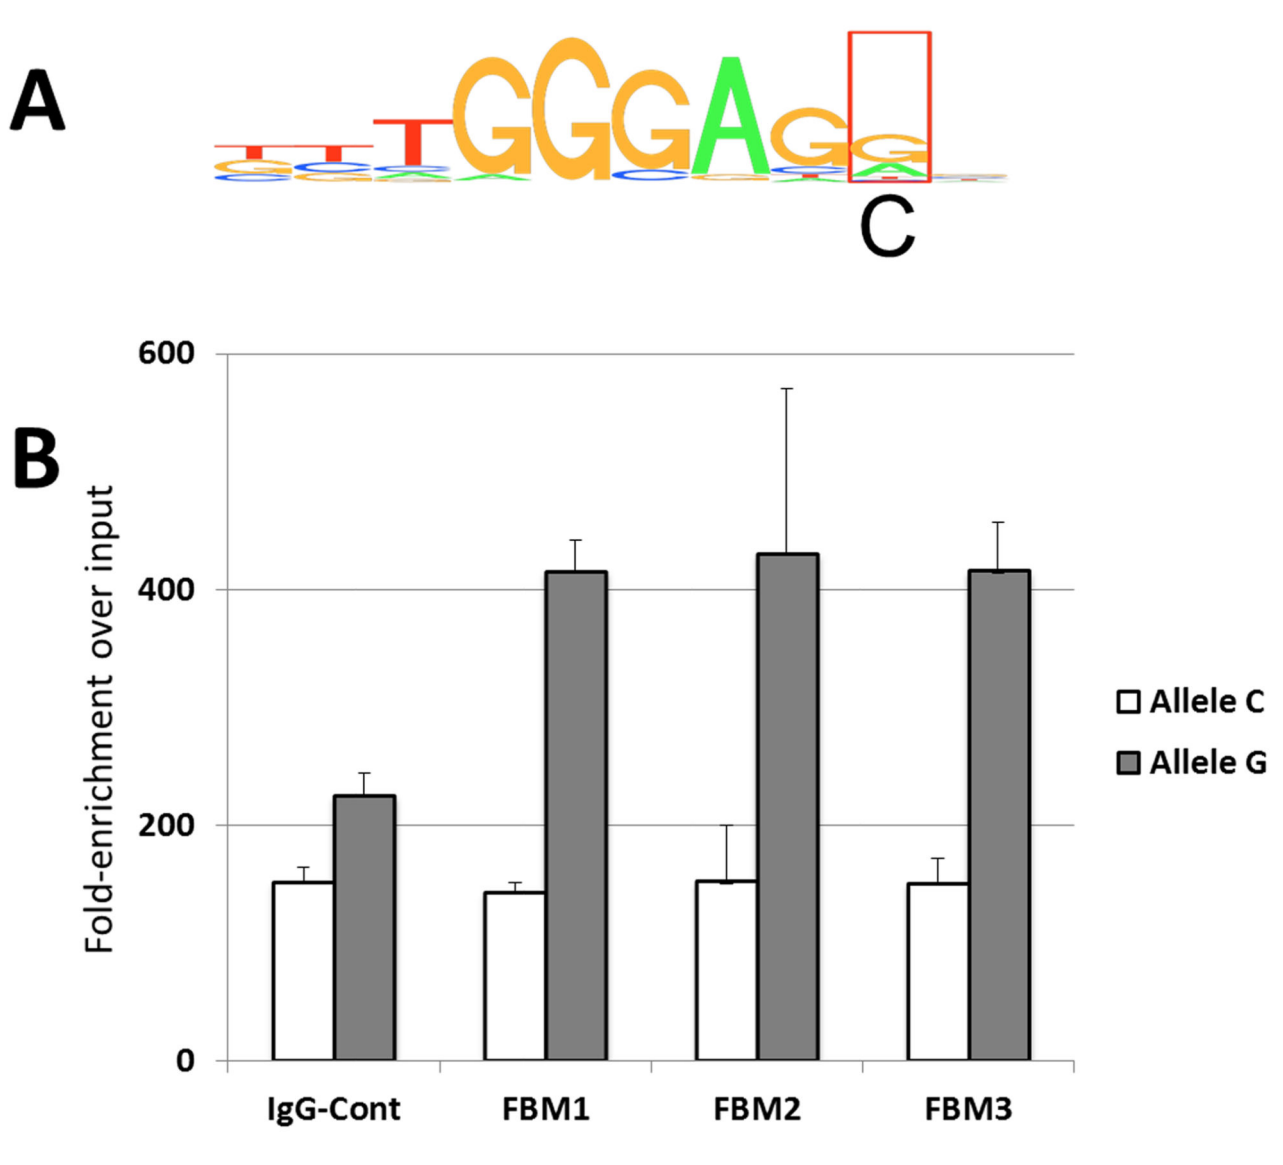 A
TTTGGGAGG
C
B
Fold-enrichment over input
600
400
200
0
IgG-Cont
FBM1
FBM2
FBM3
Allele C
Allele G